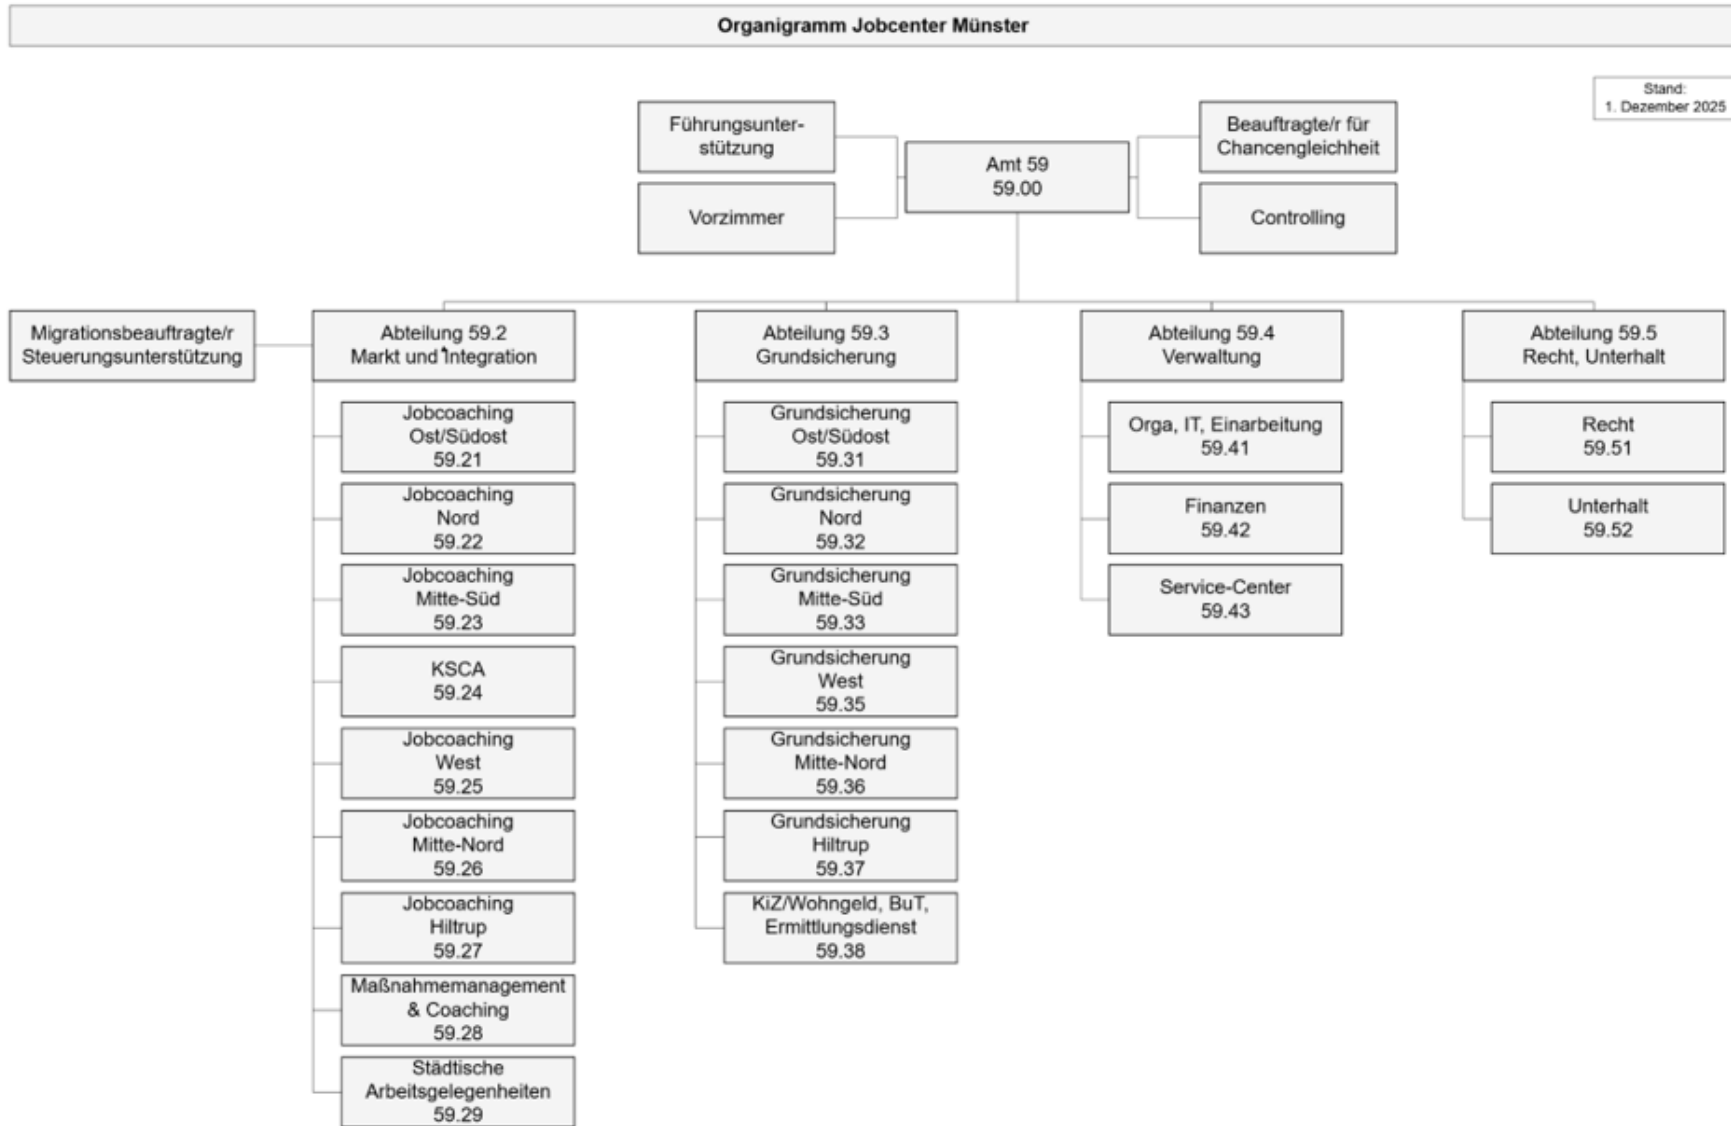 Organigramm Jobcenter Münster
Stand:
1. Dezember 2025
Führungsunter-
stützung
Vorzimmer
Amt 59
59.00
Beauftragte/r für
Chancengleichheit
Controlling
Migrationsbeauftragte/r
Steuerungsunterstützung
Abteilung 59.2
Markt und Integration
Jobcoaching
Ost/Südost
59.21
Jobcoaching
Nord
59.22
Jobcoaching
Mitte-Süd
59.23
KSCA
59.24
Jobcoaching
West
59.25
Jobcoaching
Mitte-Nord
59.26
Jobcoaching
Hiltrup
59.27
Maßnahmemanagement
& Coaching
59.28
Städtische
Arbeitsgelegenheiten
59.29
Abteilung 59.3
Grundsicherung
Grundsicherung
Ost/Südost
59.31
Grundsicherung
Nord
59.32
Grundsicherung
Mitte-Süd
59.33
Grundsicherung
West
59.35
Grundsicherung
Mitte-Nord
59.36
Grundsicherung
Hiltrup
59.37
KiZ/Wohngeld, BuT,
Ermittlungsdienst
59.38
Abteilung 59.4
Verwaltung
Orga, IT, Einarbeitung
59.41
Finanzen
59.42
Service-Center
59.43
Abteilung 59.5
Recht, Unterhalt
Recht
59.51
Unterhalt
59.52